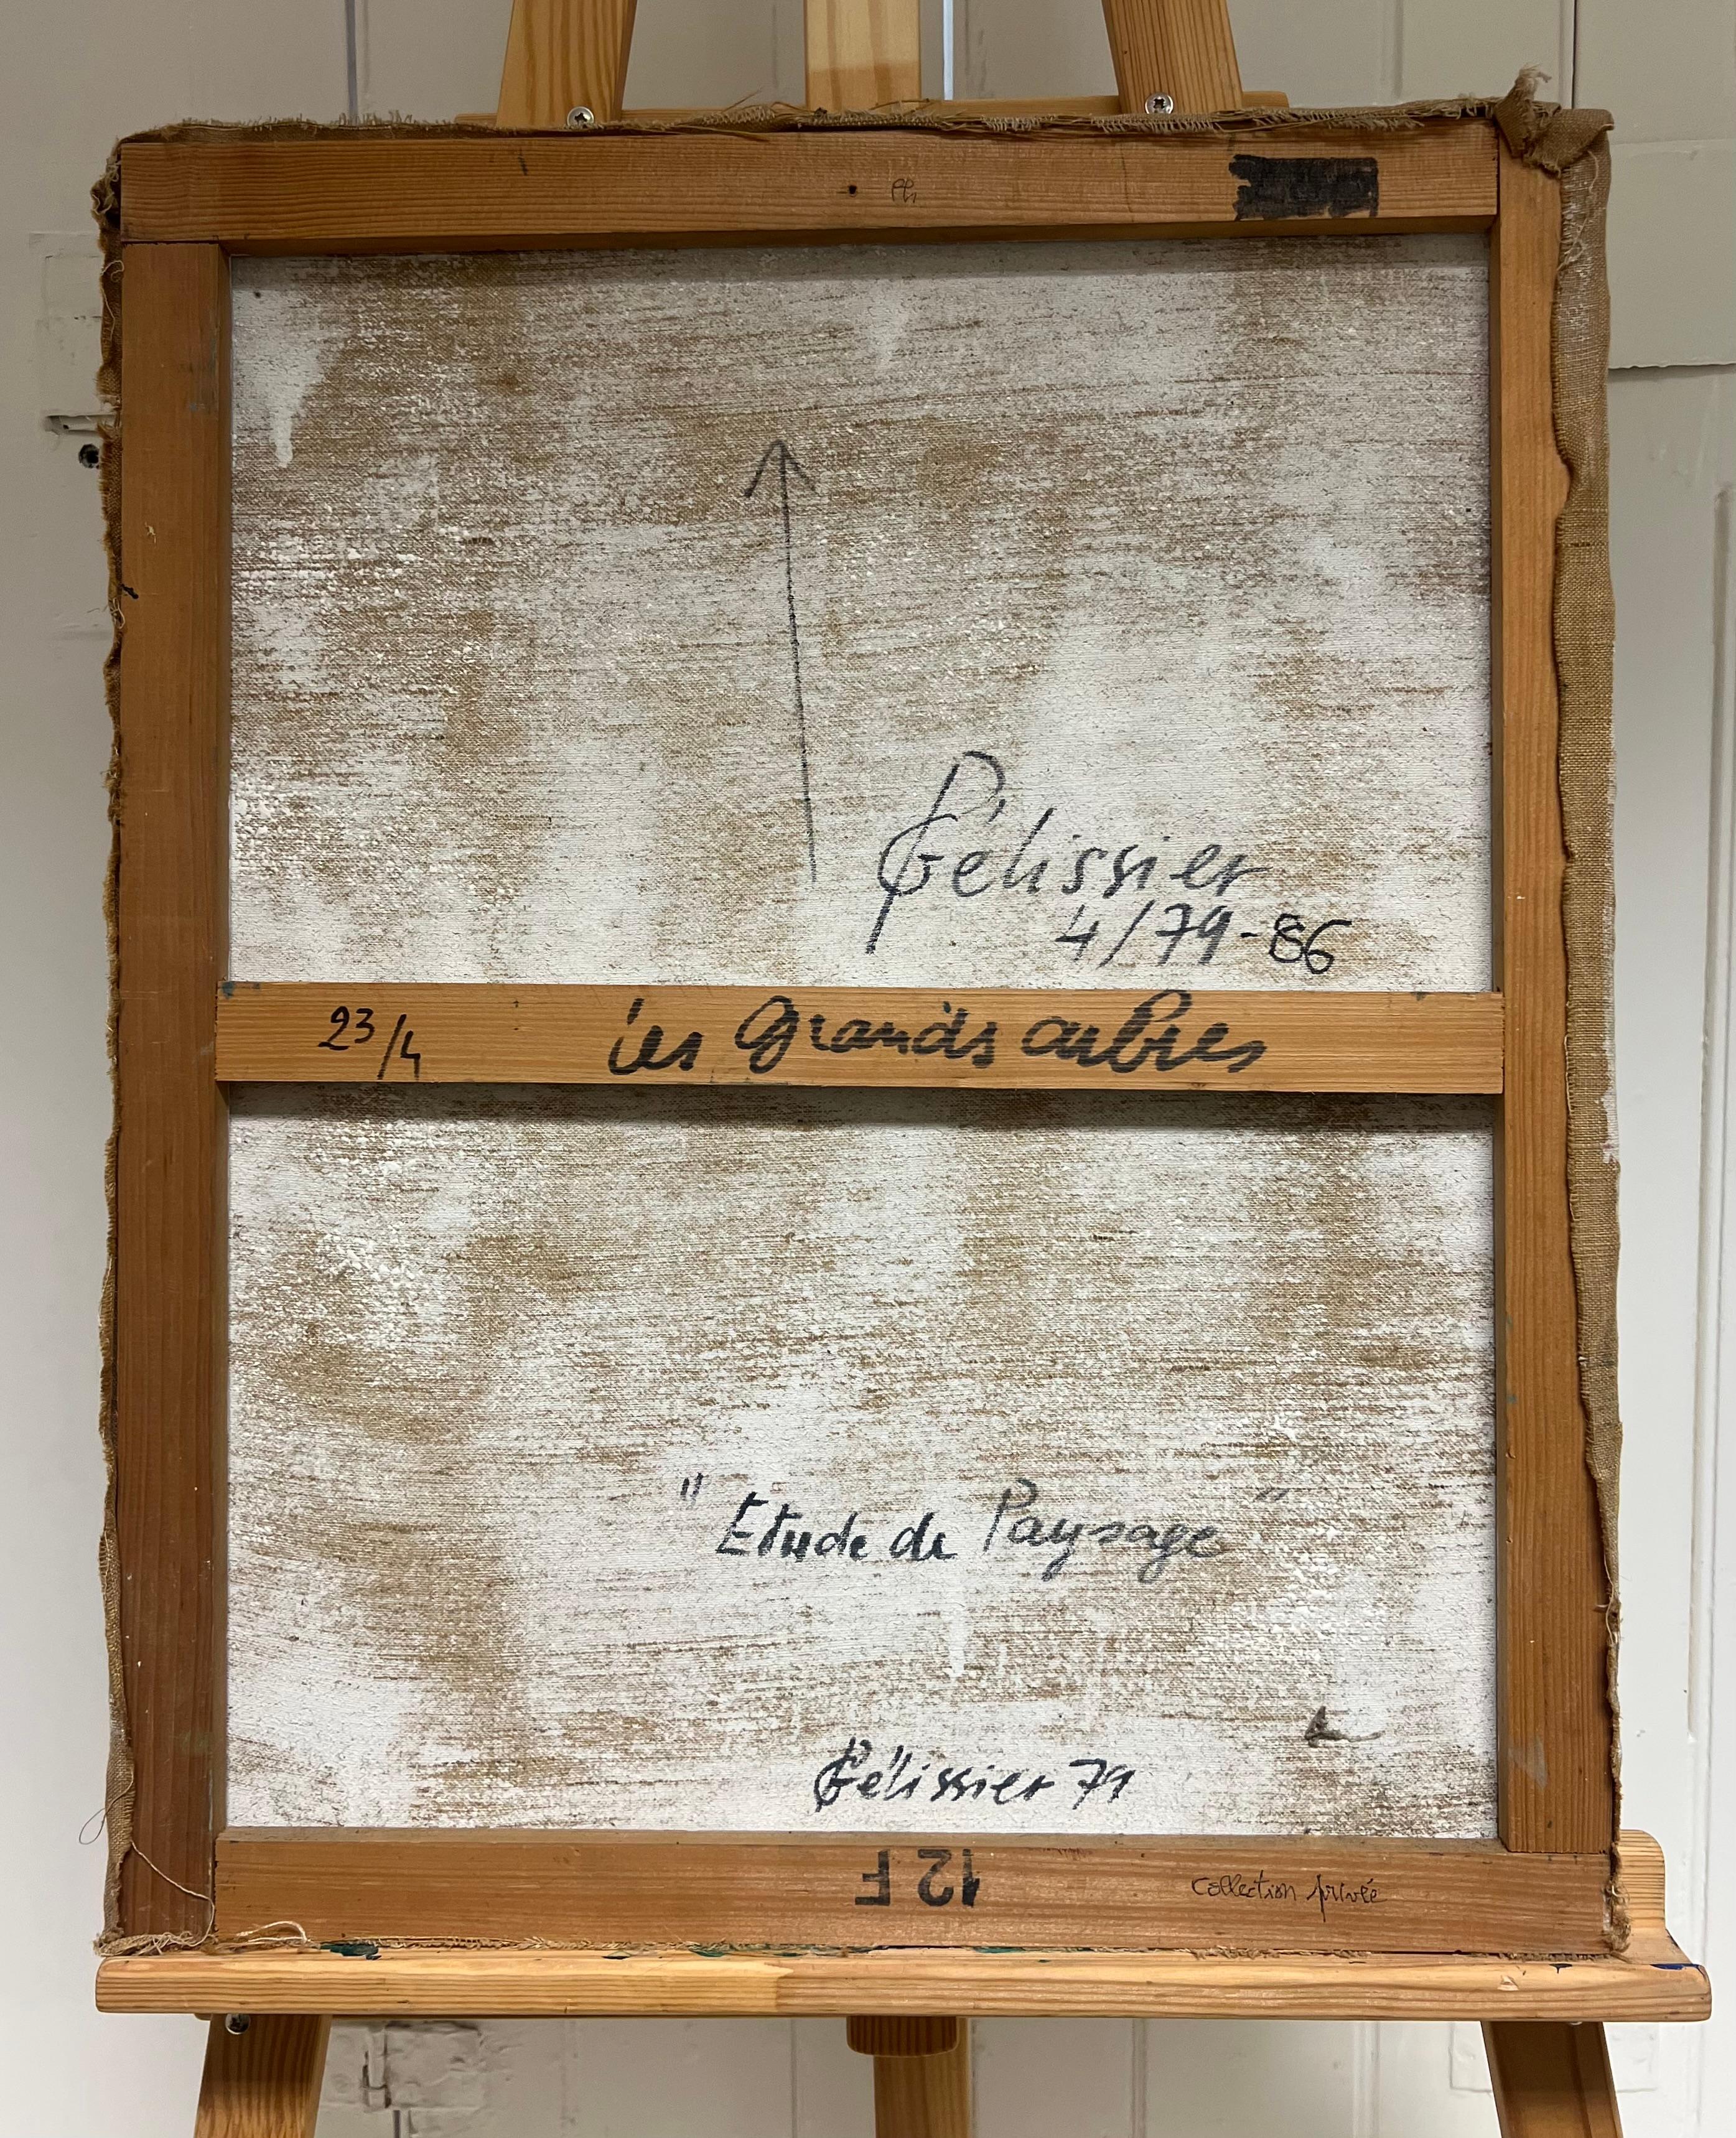 Pélissier
4/79-86
23/4 Les Grands arbres
"Etude de Paysage"
Pélissier 79
12 F
Collection privée